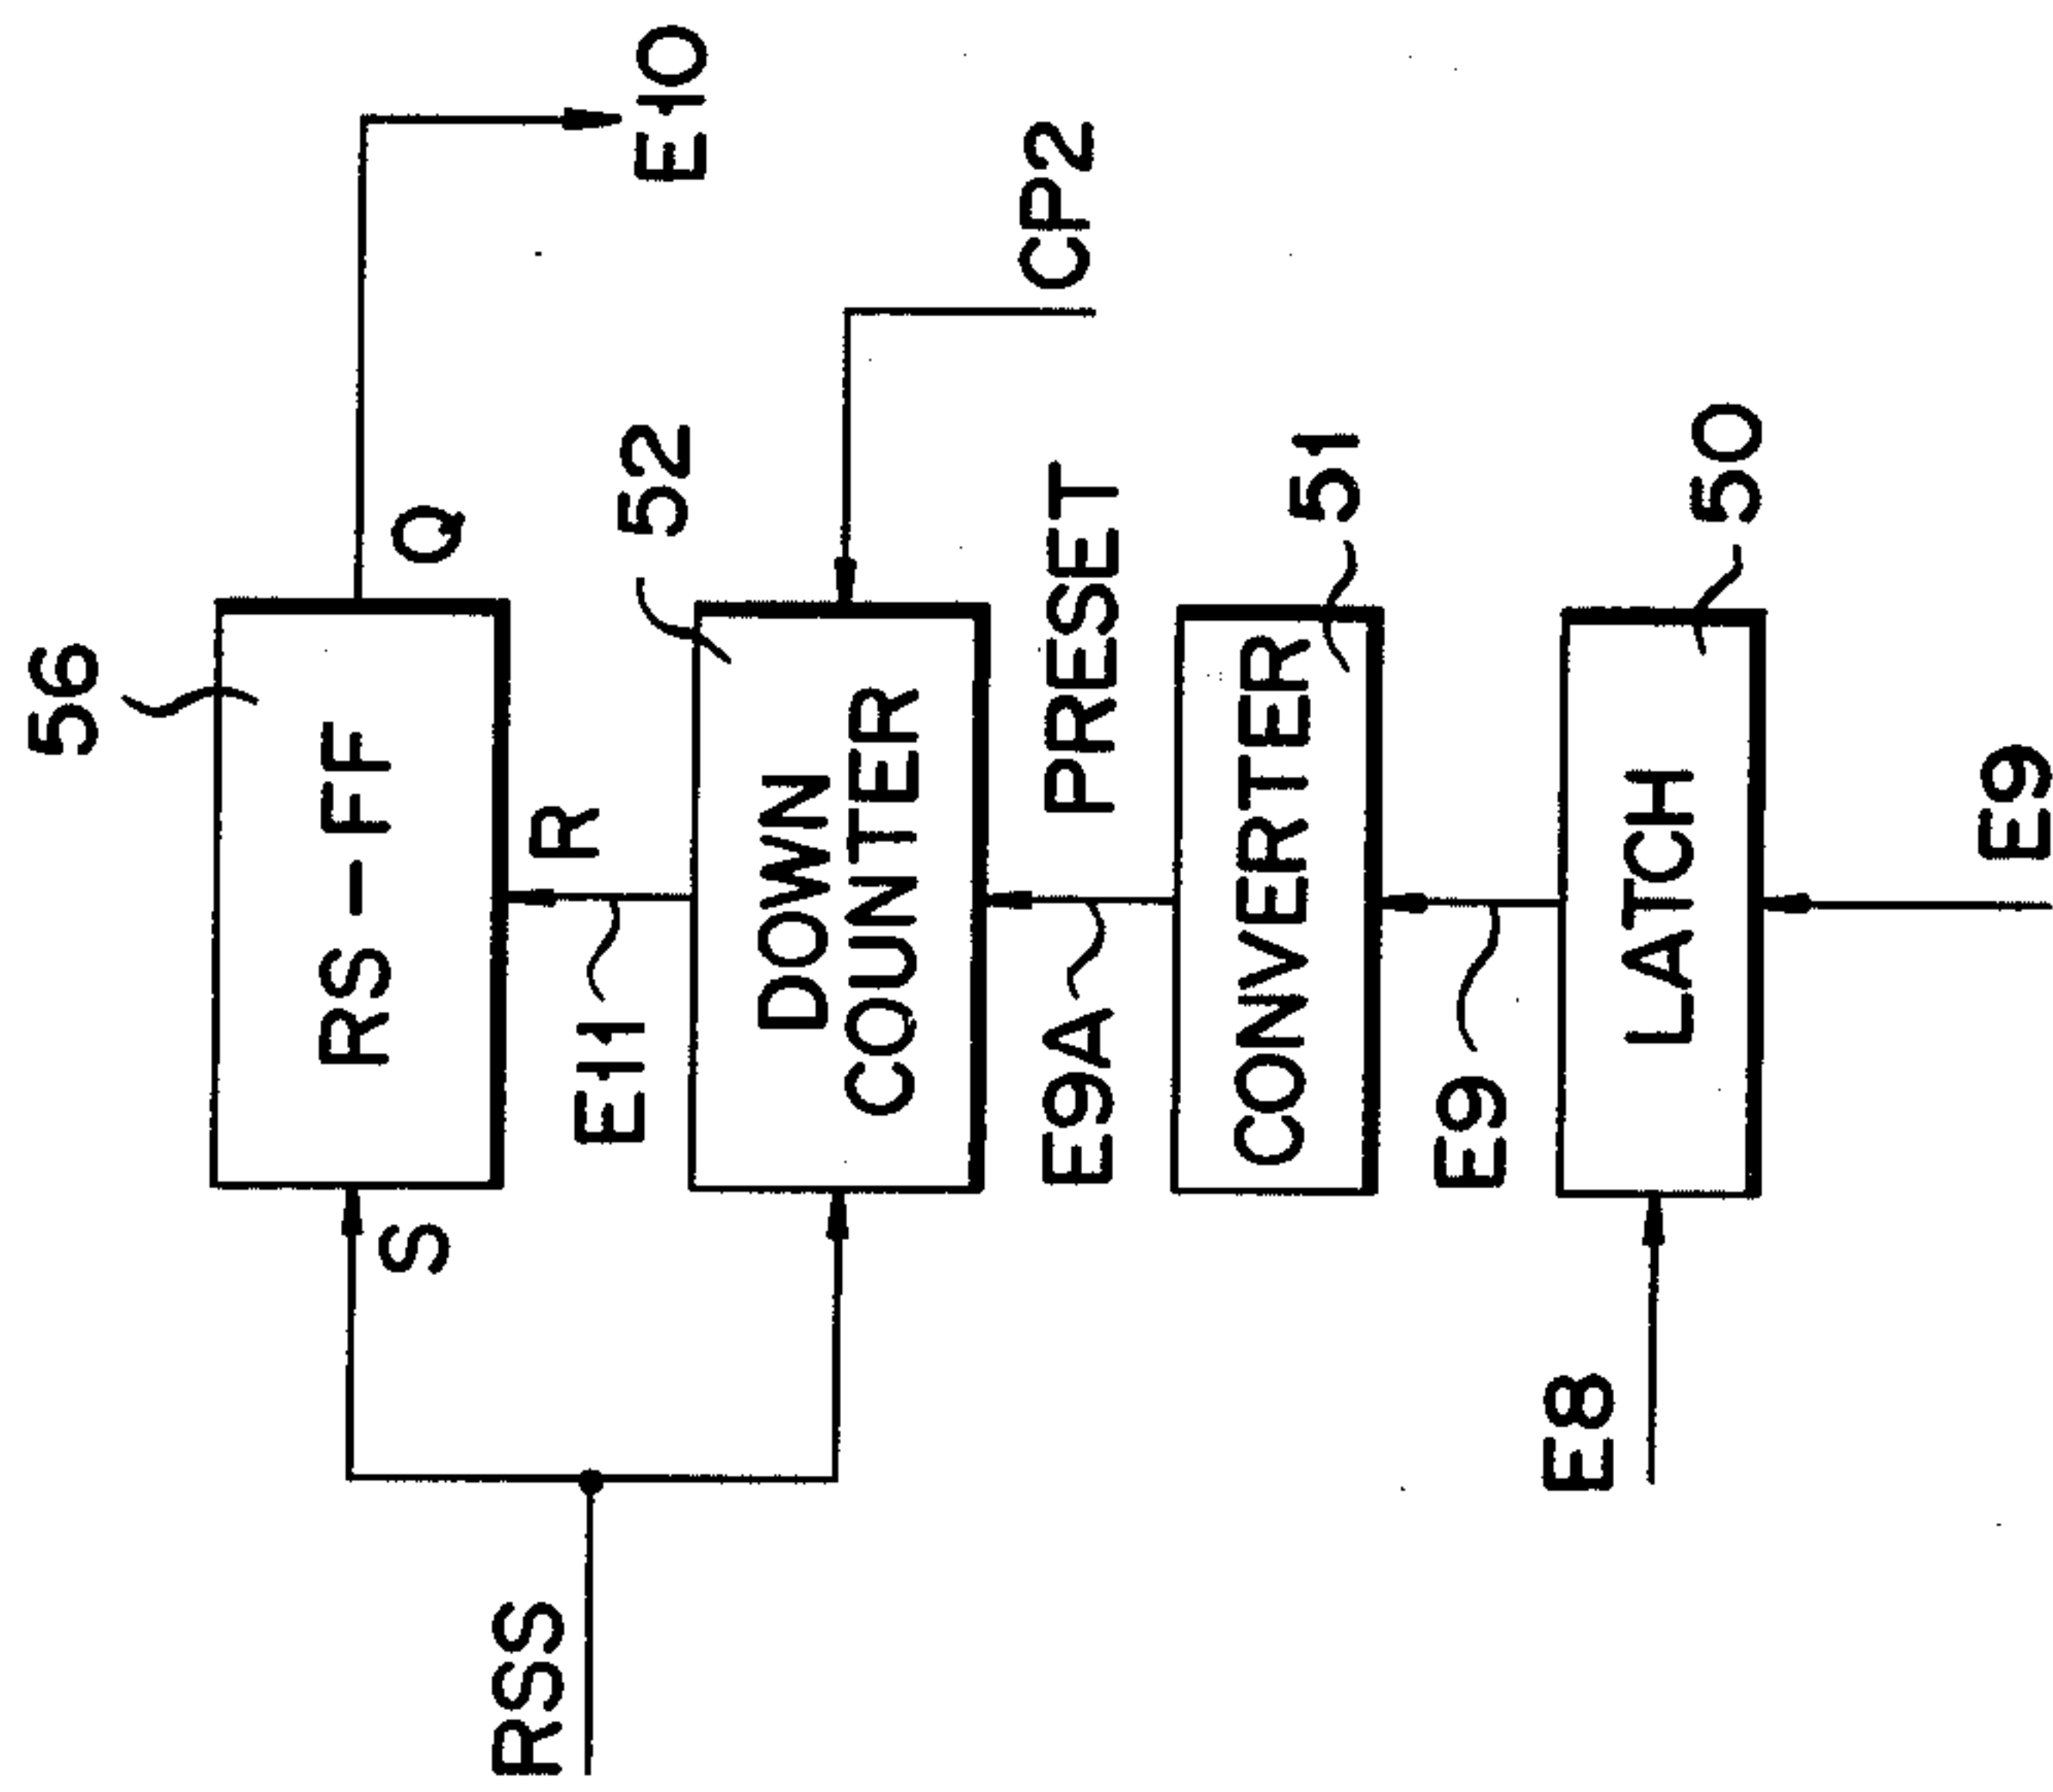 56
RS-FF
Q
E10
S
R
E11
52
DOWN
COUNTER
CP2
RSS
E9A
PRESET
CONVERTER
51
E9
LATCH
50
E8
E9